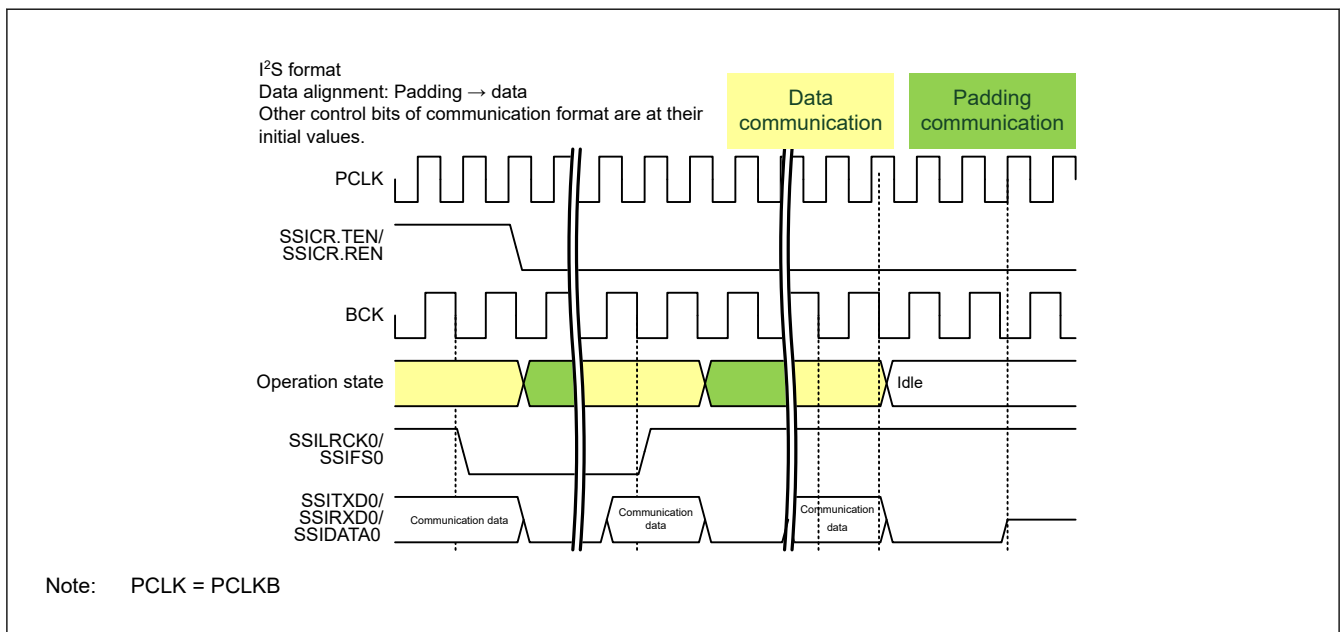 I²S format
Data alignment: Padding → data
Other control bits of communication format are at their
initial values.
Data
communication
Padding
communication
PCLK
SSICR.TEN/
SSICR.REN
BCK
Operation state
Idle
SSILRCK0/
SSIFS0
SSITXD0/
SSIRXD0/
SSIDATA0
Communication data
Communication
data
Communication
data
Note: PCLK = PCLKB